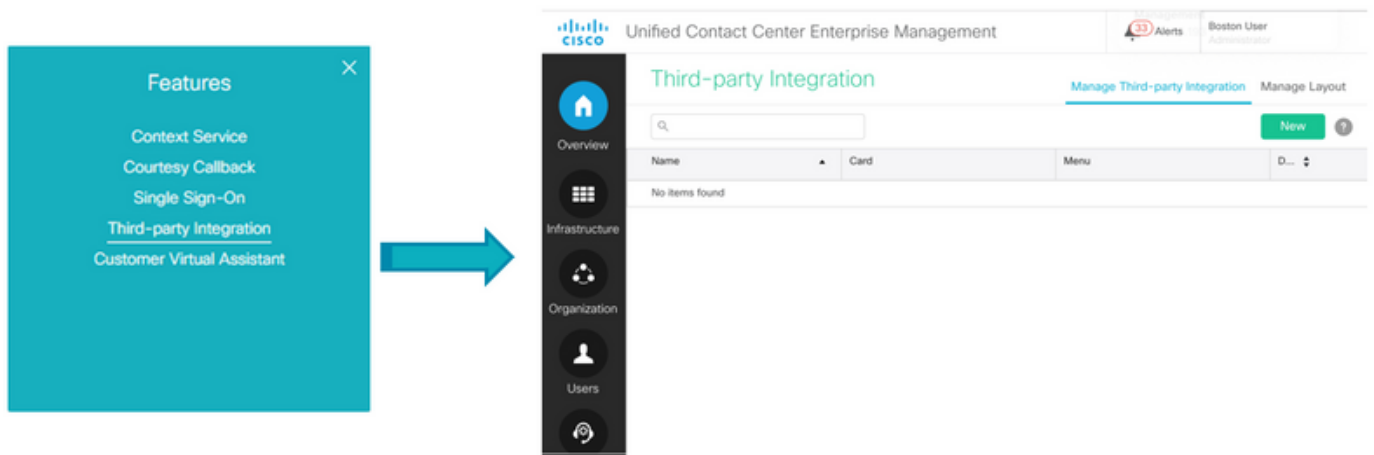 Features
Context Service
Courtesy Callback
Single Sign-On
Third-party Integration
Customer Virtual Assistant
CISCO
Unified Contact Center Enterprise Management
33
Alerts
Boston User
Administrator
Third-party Integration
Manage Third-party Integration
Manage Layout
New
?
Name
Card
Menu
D...
No items found
Overview
Infrastructure
Organization
Users